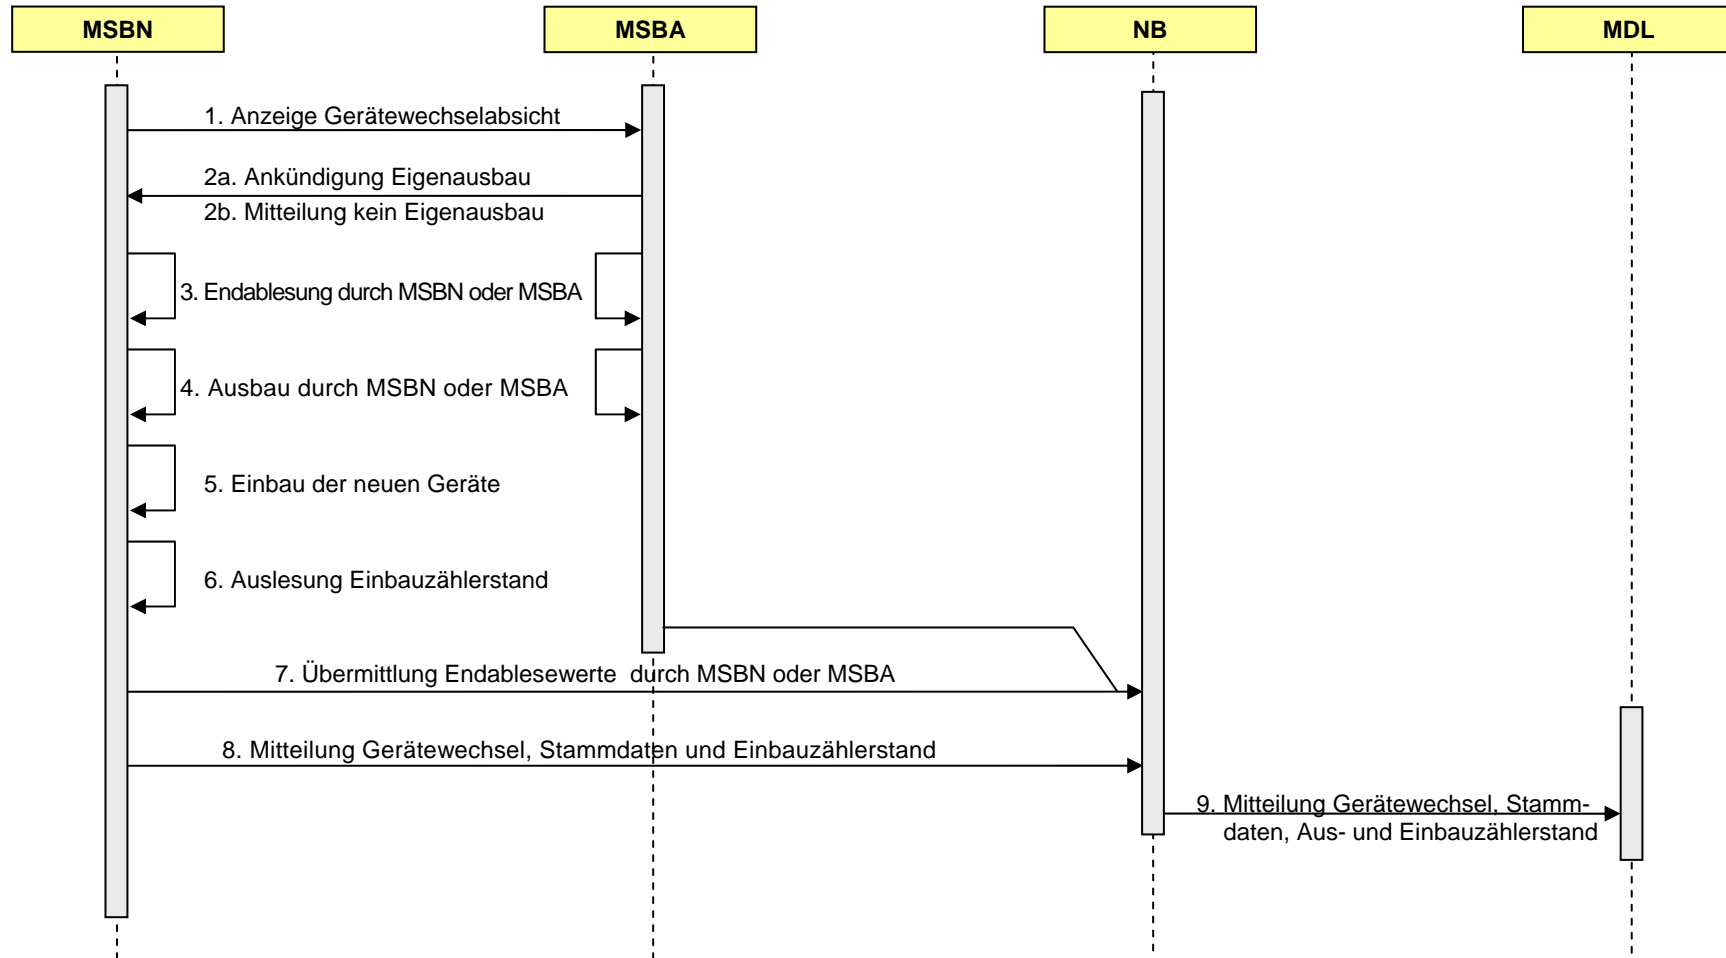 MSBN
MSBA
NB
MDL
1. Anzeige Gerätewechselabsicht
2a. Ankündigung Eigenausbau
2b. Mitteilung kein Eigenausbau
3. Endablesung durch MSBN oder MSBA
4. Ausbau durch MSBN oder MSBA
5. Einbau der neuen Geräte
6. Auslesung Einbauzählerstand
7. Übermittlung Endablesewerte durch MSBN oder MSBA
8. Mitteilung Gerätewechsel, Stammdaten und Einbauzählerstand
9. Mitteilung Gerätewechsel, Stamm-
daten, Aus- und Einbauzählerstand